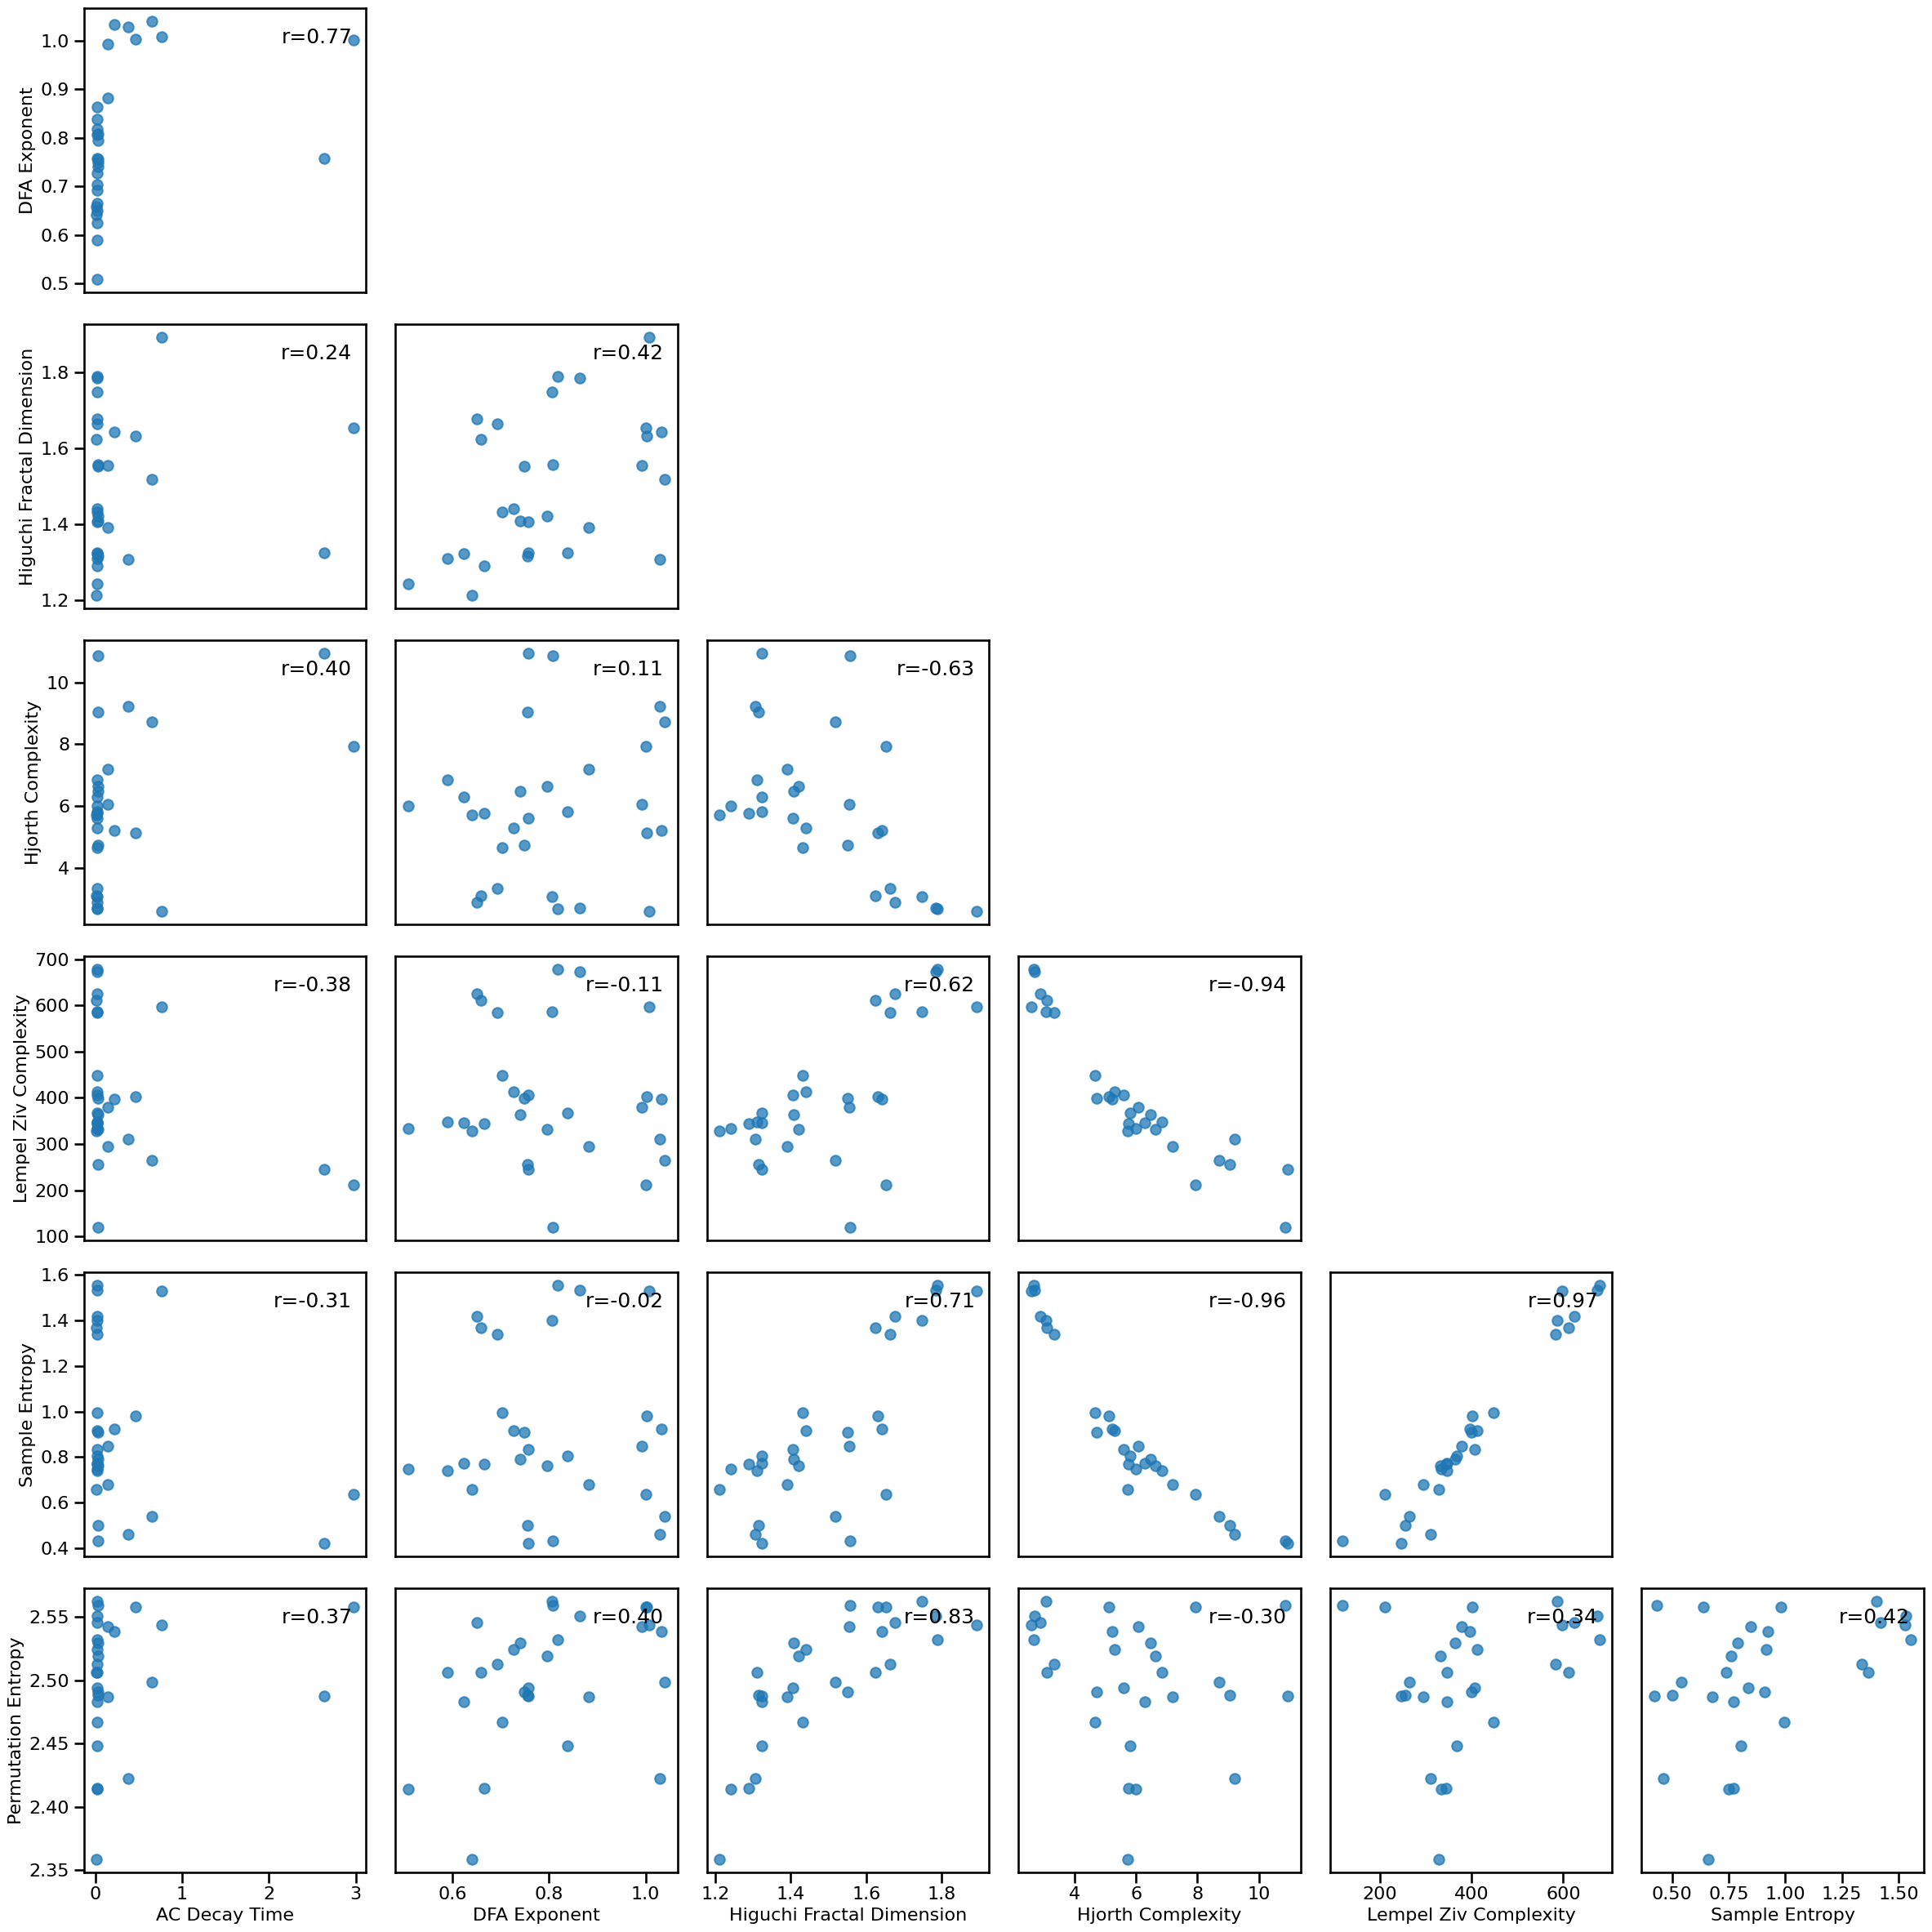 r=0.77
1.0
0.9
0.8
0.7
0.6
0.5
DFA Exponent
r=0.24
r=0.42
1.8
1.6
1.4
1.2
Higuchi Fractal Dimension
r=0.40
r=0.11
r=-0.63
10
8
6
4
Hjorth Complexity
r=-0.38
r=-0.11
r=0.62
r=-0.94
700
600
500
400
300
200
100
Lempel Ziv Complexity
r=-0.31
r=-0.02
r=0.71
r=-0.96
r=0.97
1.6
1.4
1.2
1.0
0.8
0.6
0.4
Sample Entropy
r=0.37
r=0.40
r=0.83
r=-0.30
r=0.34
r=0.42
2.55
2.50
2.45
2.40
2.35
Permutation Entropy
0 1 2 3
0.6 0.8 1.0
1.2 1.4 1.6 1.8
4 6 8 10
200 400 600
0.50 0.75 1.00 1.25 1.50
AC Decay Time
DFA Exponent
Higuchi Fractal Dimension
Hjorth Complexity
Lempel Ziv Complexity
Sample Entropy